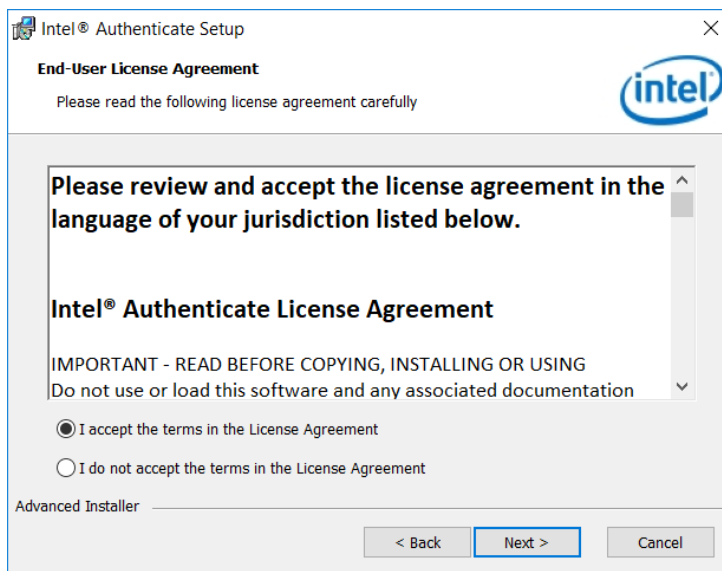 Intel® Authenticate Setup
End-User License Agreement
Please read the following license agreement carefully
intel
Please review and accept the license agreement in the
language of your jurisdiction listed below.
Intel® Authenticate License Agreement
IMPORTANT - READ BEFORE COPYING, INSTALLING OR USING
Do not use or load this software and any associated documentation
I accept the terms in the License Agreement
I do not accept the terms in the License Agreement
Advanced Installer
< Back Next > Cancel